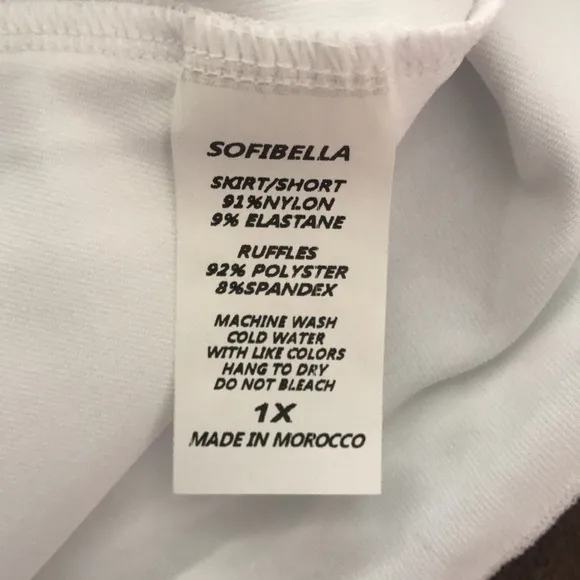 SOFIBELLA
SKIRT/SHORT
91%NYLON
9% ELASTANE
RUFFLES
92% POLYSTER
8%SPANDEX
MACHINE WASH
COLD WATER
WITH LIKE COLORS
HANG TO DRY
DO NOT BLEACH
1X
MADE IN MOROCCO